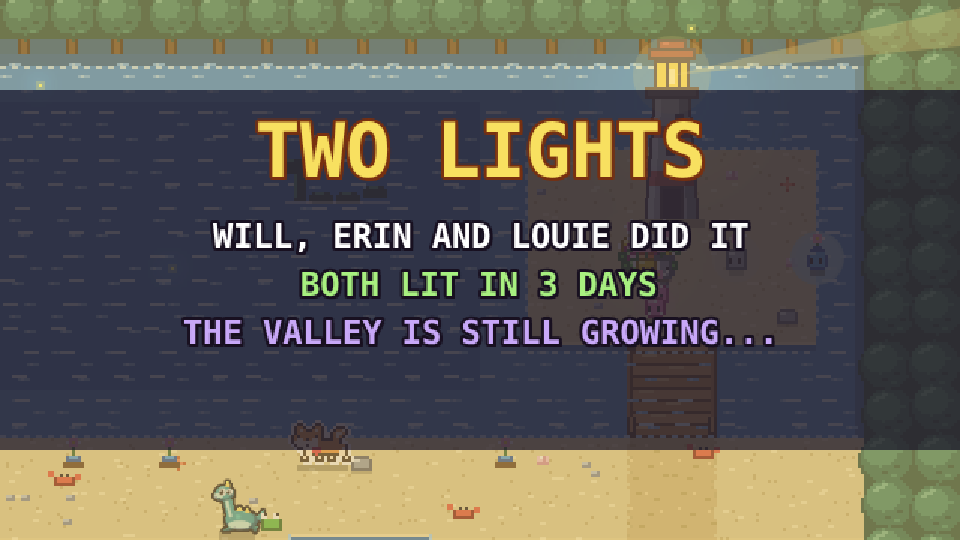 TWO LIGHTS
WILL, ERIN AND LOUIE DID IT
BOTH LIT IN 3 DAYS
THE VALLEY IS STILL GROWING...